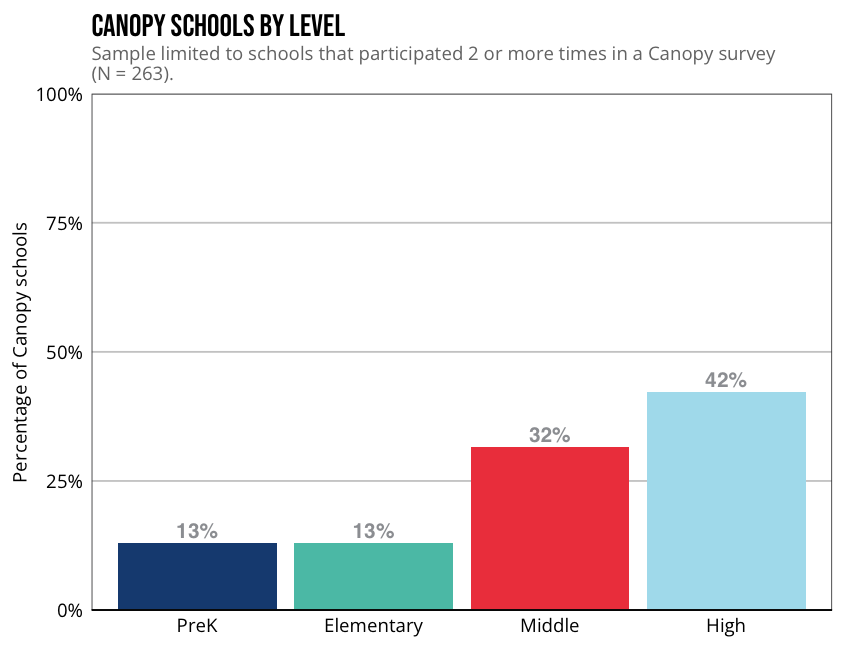 CANOPY SCHOOLS BY LEVEL
Sample limited to schools that participated 2 or more times in a Canopy survey
(N = 263).
Percentage of Canopy schools
100%
75%
50%
25%
0%
13%
13%
32%
42%
PreK
Elementary
Middle
High